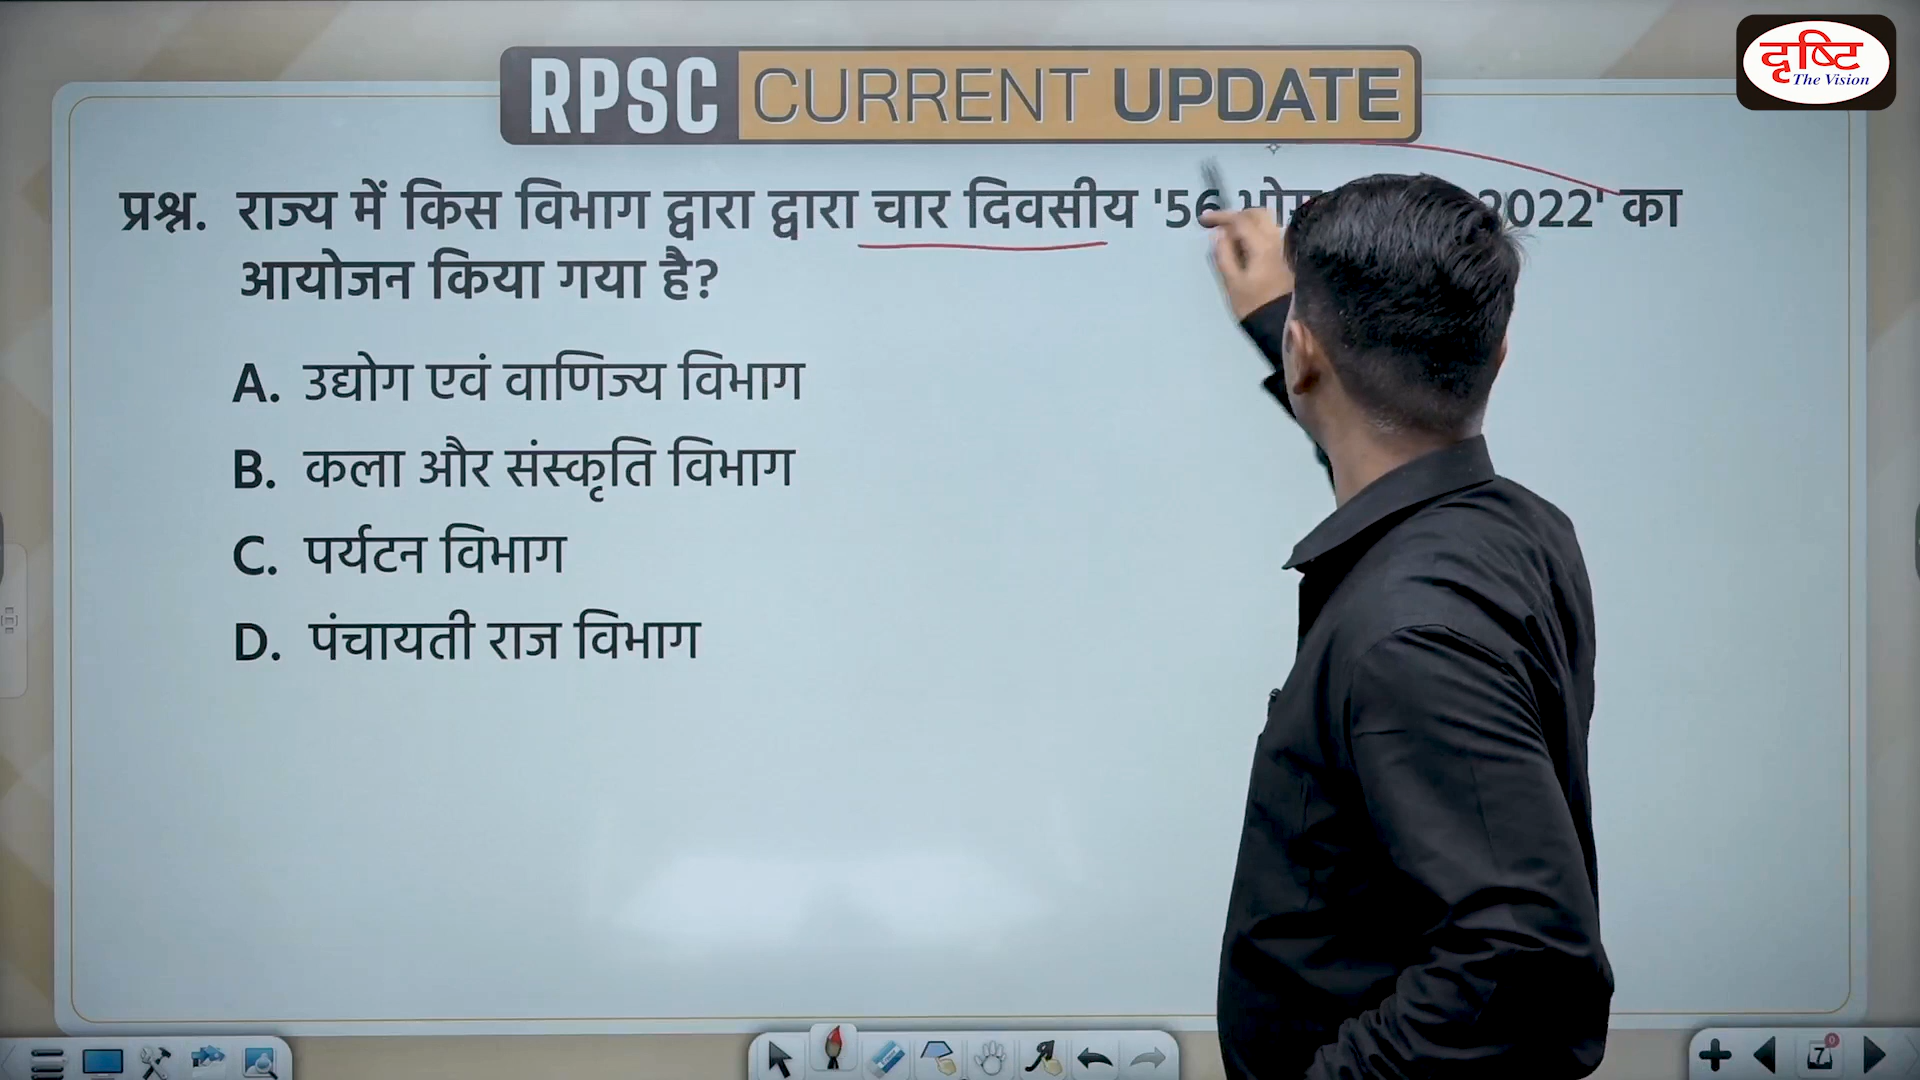 दृष्टि
The Vision
RPSC CURRENT UPDATE
प्रश्न. राज्य में किस विभाग द्वारा द्वारा चार दिवसीय '56 2022' का
आयोजन किया गया है?
A. उद्योग एवं वाणिज्य विभाग
B. कला और संस्कृति विभाग
C. पर्यटन विभाग
D. पंचायती राज विभाग
7